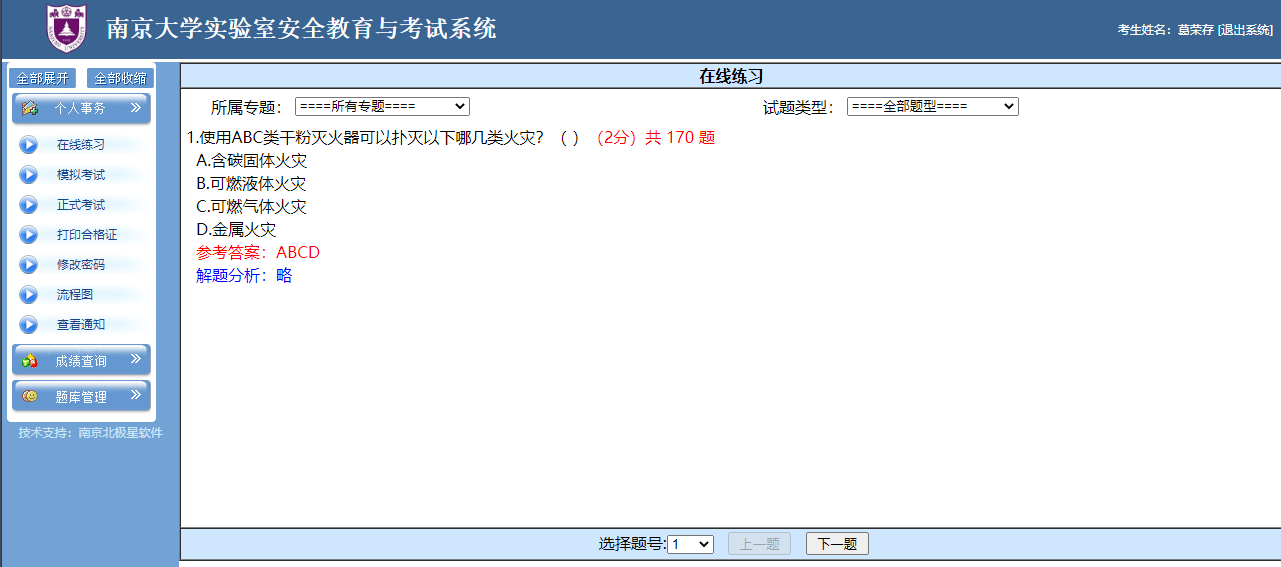 南京大学实验室安全教育与考试系统
考生姓名：葛荣存 [退出系统]
全部展开 全部收缩
个人事务
在线练习
模拟考试
正式考试
打印合格证
修改密码
流程图
查看通知
成绩查询
题库管理
技术支持：南京北极星软件
在线练习
所属专题： ====所有专题==== 试题类型： ====全部题型====
1.使用ABC类干粉灭火器可以扑灭以下哪几类火灾？（ ）（2分）共 170 题
A.含碳固体火灾
B.可燃液体火灾
C.可燃气体火灾
D.金属火灾
参考答案：ABCD
解题分析：略
选择题号:1 上一题 下一题